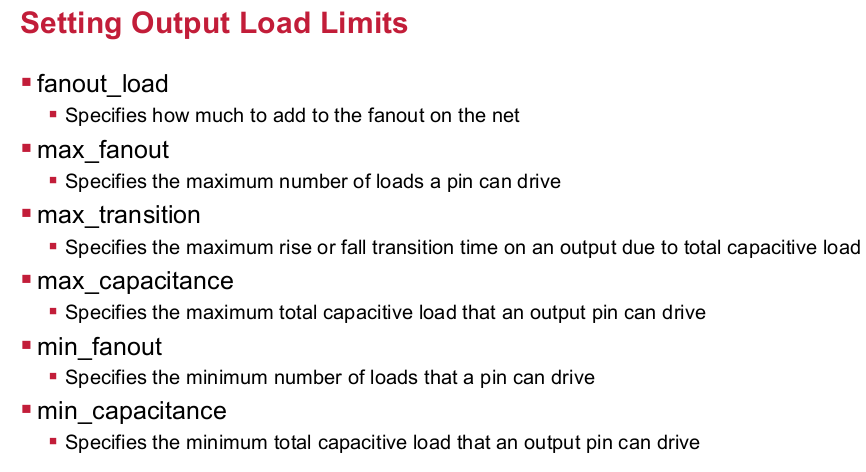 Setting Output Load Limits
fanout_load
Specifies how much to add to the fanout on the net
max_fanout
Specifies the maximum number of loads a pin can drive
max_transition
Specifies the maximum rise or fall transition time on an output due to total capacitive load
max_capacitance
Specifies the maximum total capacitive load that an output pin can drive
min_fanout
Specifies the minimum number of loads that a pin can drive
min_capacitance
Specifies the minimum total capacitive load that an output pin can drive